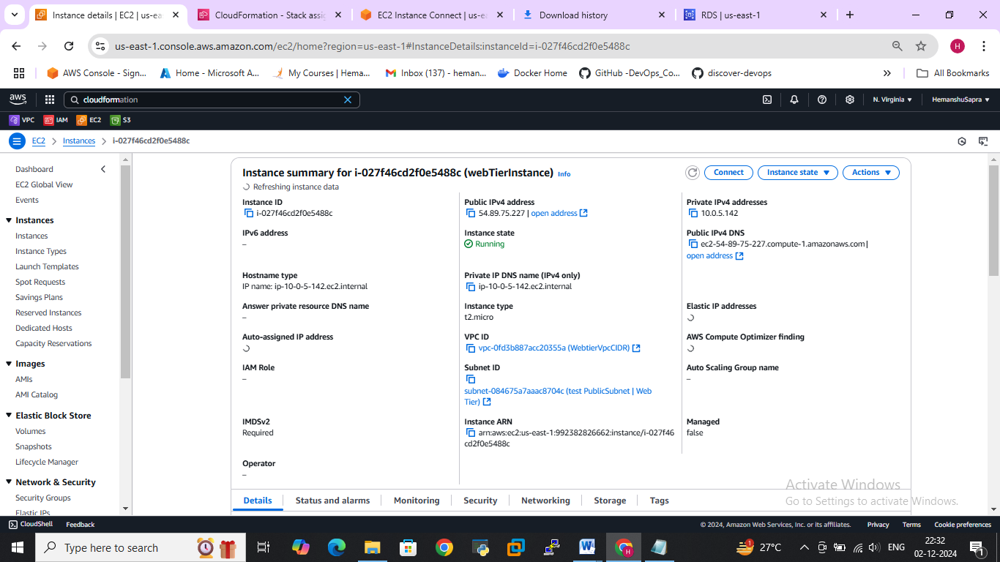 Instance details | EC2 | us-ea
CloudFormation - Stack assig
EC2 Instance Connect | us-ea
Download history
RDS | us-east-1
us-east-1.console.aws.amazon.com/ec2/home?region=us-east-1#InstanceDetails:instanceId=i-027f46cd2f0e5488c
H
AWS Console - Sign...
Home - Microsoft A...
My Courses | Hema...
Inbox (137) - heman...
Docker Home
GitHub -DevOps_Co...
discover-devops
»
All Bookmarks
aws
cloudformation
N. Virginia
HemanshuSapra
VPC
IAM
EC2
S3
EC2 > Instances > i-027f46cd2f0e5488c
Dashboard
EC2 Global View
Events
Instances
Instances
Instance Types
Launch Templates
Spot Requests
Savings Plans
Reserved Instances
Dedicated Hosts
Capacity Reservations
Images
AMIs
AMI Catalog
Elastic Block Store
Volumes
Snapshots
Lifecycle Manager
Network & Security
Security Groups
Elastic IPs
Instance summary for i-027f46cd2f0e5488c (webTierInstance) Info
Refreshing instance data
Connect
Instance state
Actions
Instance ID
i-027f46cd2f0e5488c
Public IPv4 address
54.89.75.227 | open address
Private IPv4 addresses
10.0.5.142
IPv6 address
–
Instance state
Running
Public IPv4 DNS
ec2-54-89-75-227.compute-1.amazonaws.com |
open address
Hostname type
IP name: ip-10-0-5-142.ec2.internal
Private IP DNS name (IPv4 only)
ip-10-0-5-142.ec2.internal
Answer private resource DNS name
–
Instance type
t2.micro
Elastic IP addresses
Auto-assigned IP address
VPC ID
vpc-0fd3b887acc20355a (WebtierVpcCIDR)
AWS Compute Optimizer finding
IAM Role
–
Subnet ID
subnet-084675a7aaac8704c (test PublicSubnet | Web
Tier)
Auto Scaling Group name
–
IMDSv2
Required
Instance ARN
arn:aws:ec2:us-east-1:992382826662:instance/i-027f46
cd2f0e5488c
Managed
false
Operator
–
Details
Status and alarms
Monitoring
Security
Networking
Storage
Tags
Activate Windows
Go to Settings to activate Windows.
CloudShell
Feedback
© 2024, Amazon Web Services, Inc. or its affiliates.
Privacy
Terms
Cookie preferences
Type here to search
27°C
ENG
22:32
02-12-2024
1